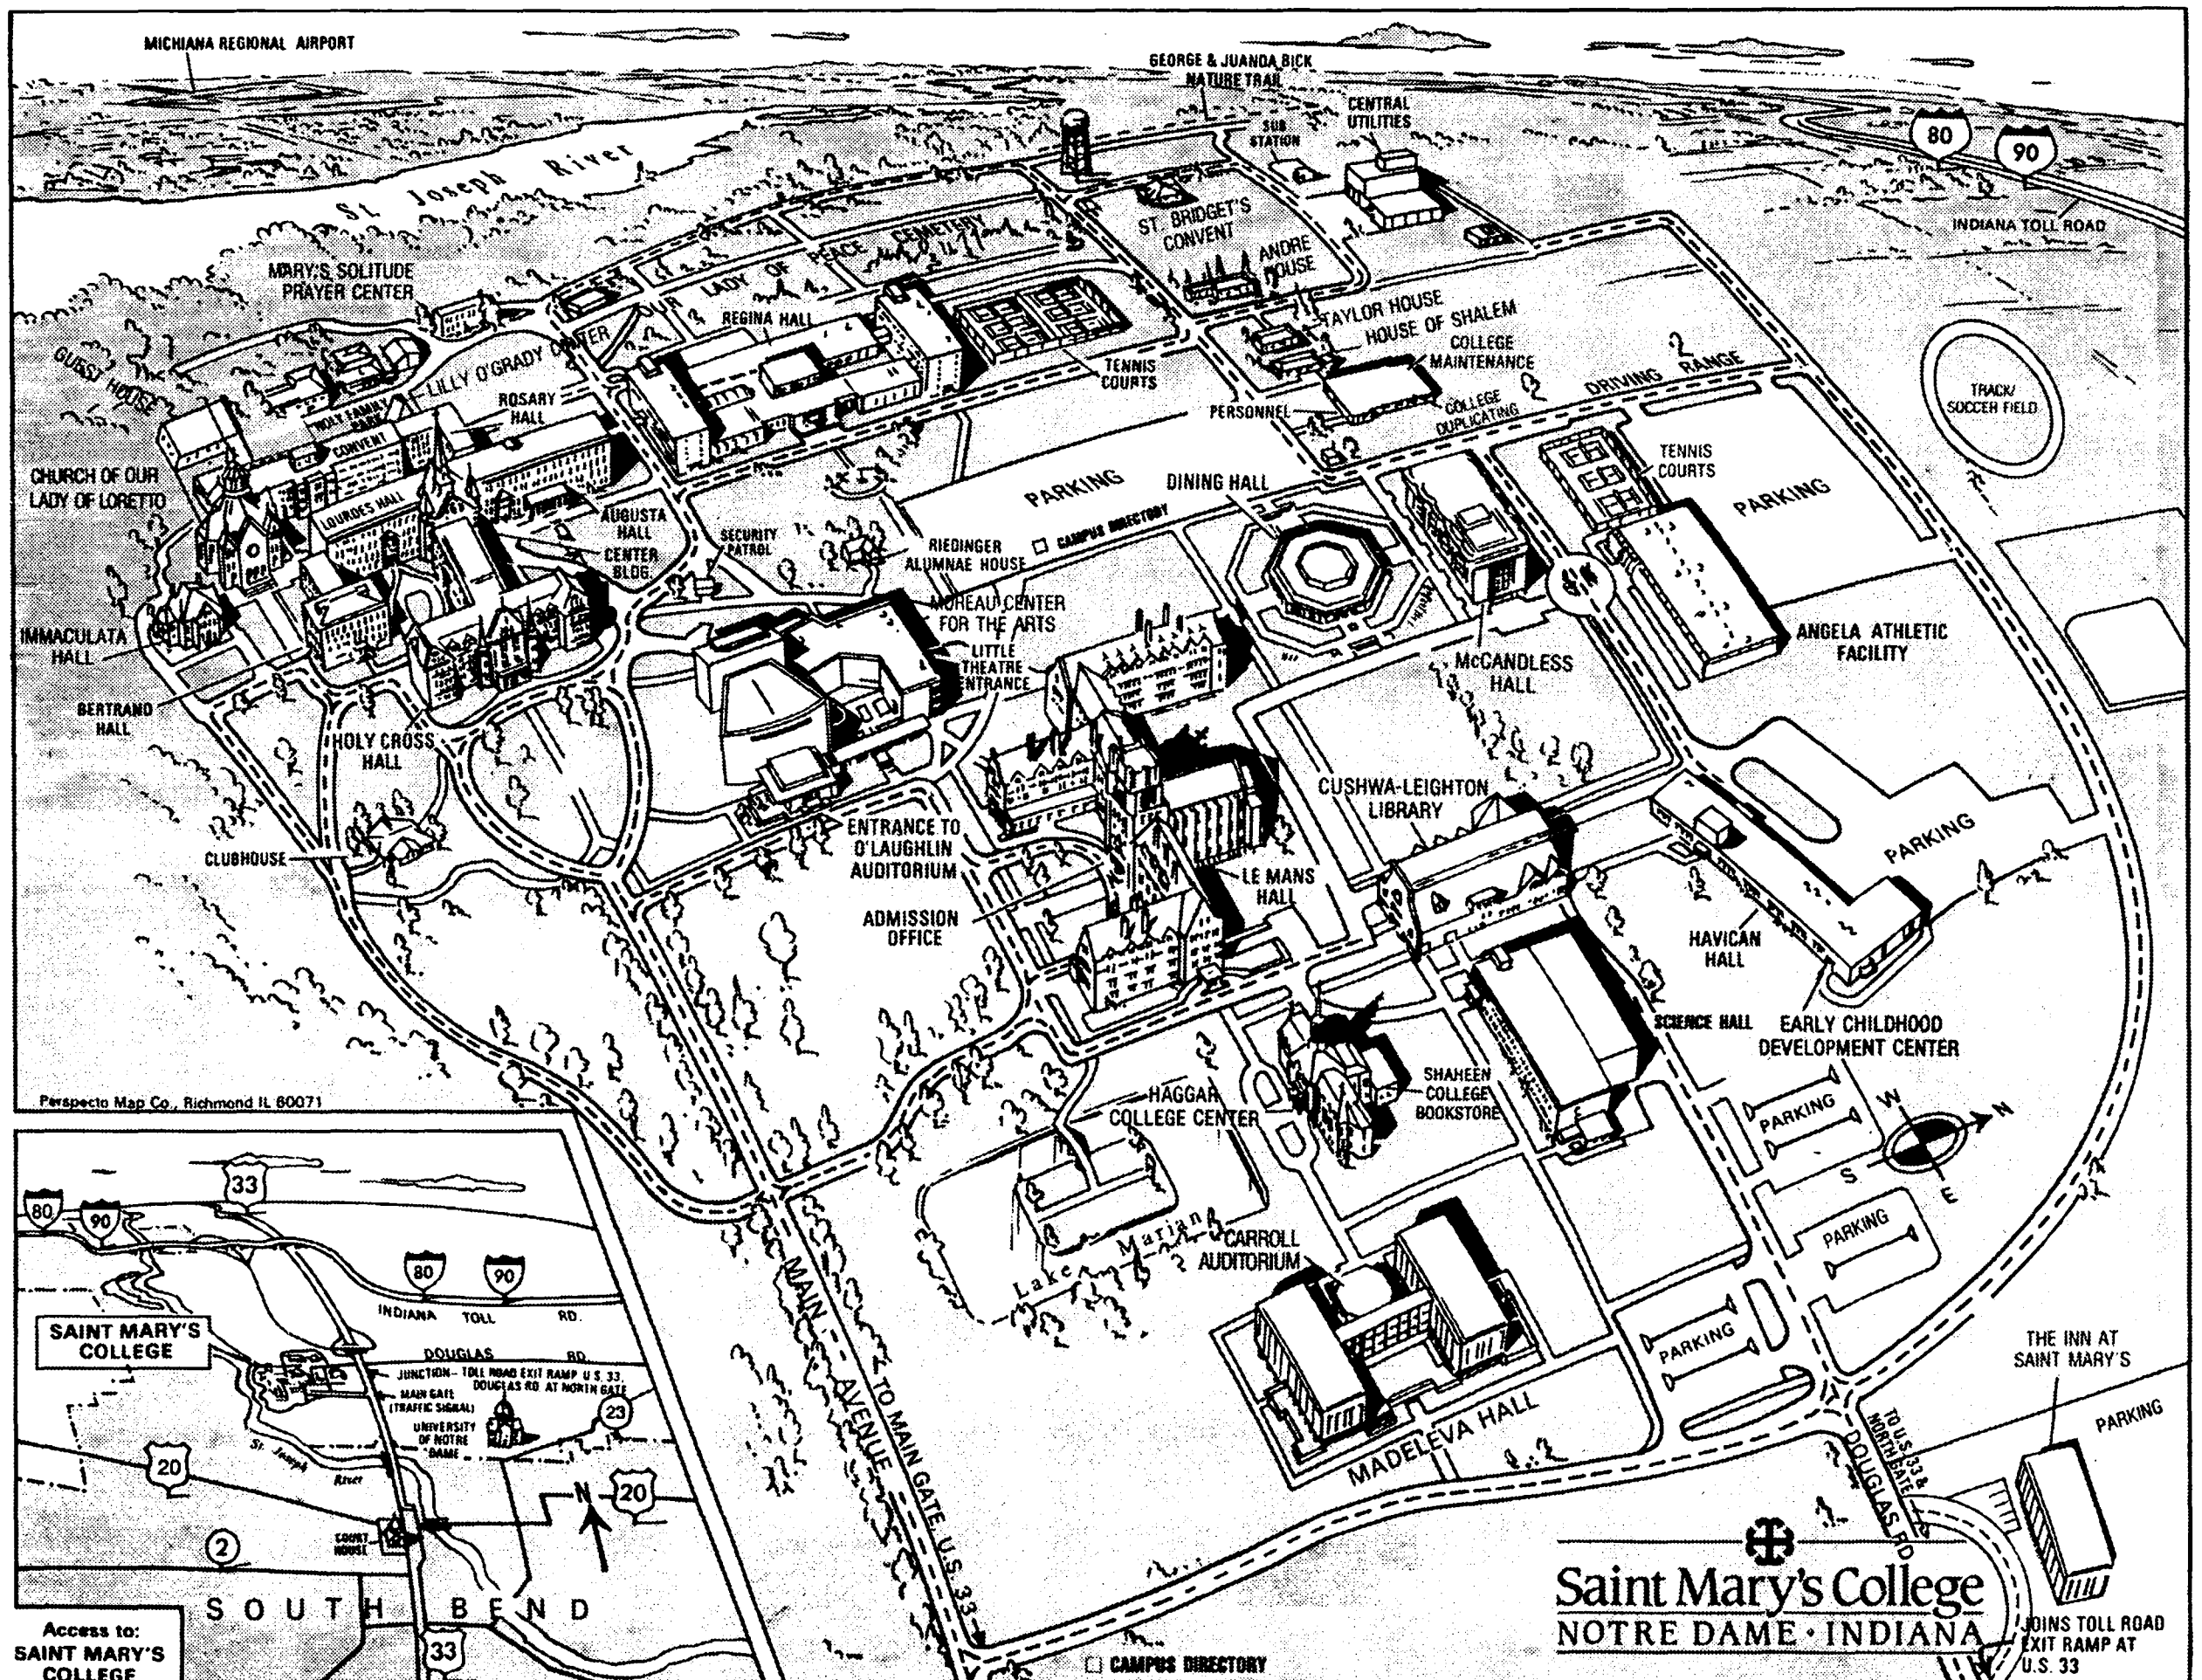 MICHIANA REGIONAL AIRPORT
GEORGE & JUANDA BICK
NATURE TRAIL
CENTRAL
UTILITIES
SUB
STATION
80
90
INDIANA TOLL ROAD
St. Joseph River
ST. BRIDGET'S
CONVENT
ANDRE
HOUSE
OUR LADY OF PEACE CEMETERY
MARY'S SOLITUDE
PRAYER CENTER
GUEST HOUSE
LILLY O'GRADY CENTER
REGINA HALL
TENNIS
COURTS
TAYLOR HOUSE
HOUSE OF SHALEM
COLLEGE
MAINTENANCE
PERSONNEL
COLLEGE
DUPLICATING
DRIVING RANGE
TRACK/
SOCCER FIELD
HOLY FAMILY
PARK
CONVENT
ROSARY
HALL
CHURCH OF OUR
LADY OF LORETTO
LOURDES HALL
AUGUSTA
HALL
CENTER
BLDG.
SECURITY
PATROL
RIEDINGER
ALUMNAE HOUSE
PARKING
CAMPUS DIRECTORY
DINING HALL
TENNIS
COURTS
PARKING
IMMACULATA
HALL
MOREAU CENTER
FOR THE ARTS
LITTLE
THEATRE
ENTRANCE
McCANDLESS
HALL
ANGELA ATHLETIC
FACILITY
BERTRAND
HALL
HOLY CROSS
HALL
CLUBHOUSE
ENTRANCE TO
O'LAUGHLIN
AUDITORIUM
CUSHWA-LEIGHTON
LIBRARY
LE MANS
HALL
ADMISSION
OFFICE
PARKING
HAVICAN
HALL
SCIENCE HALL
EARLY CHILDHOOD
DEVELOPMENT CENTER
SHAHEEN
COLLEGE
BOOKSTORE
HAGGAR
COLLEGE CENTER
Perspecto Map Co., Richmond IL 60071
PARKING
W
N
S
E
PARKING
PARKING
Lake Marian
CARROLL
AUDITORIUM
MADELEVA HALL
MAIN AVENUE
TO MAIN GATE, U.S. 33
THE INN AT
SAINT MARY'S
PARKING
TO U.S. 33 &
NORTH GATE
DOUGLAS RD
JOINS TOLL ROAD
EXIT RAMP AT
U.S. 33
Saint Mary's College
NOTRE DAME · INDIANA
CAMPUS DIRECTORY
33
80
90
80
90
INDIANA TOLL RD.
SAINT MARY'S
COLLEGE
DOUGLAS RD.
JUNCTION - TOLL ROAD EXIT RAMP U.S. 33,
DOUGLAS RD AT NORTH GATE
MAIN GATE
(TRAFFIC SIGNAL)
UNIVERSITY
OF NOTRE
DAME
23
St. Joseph
River
20
N
20
2
COURT
HOUSE
SOUTH BEND
33
Access to:
SAINT MARY'S
COLLEGE